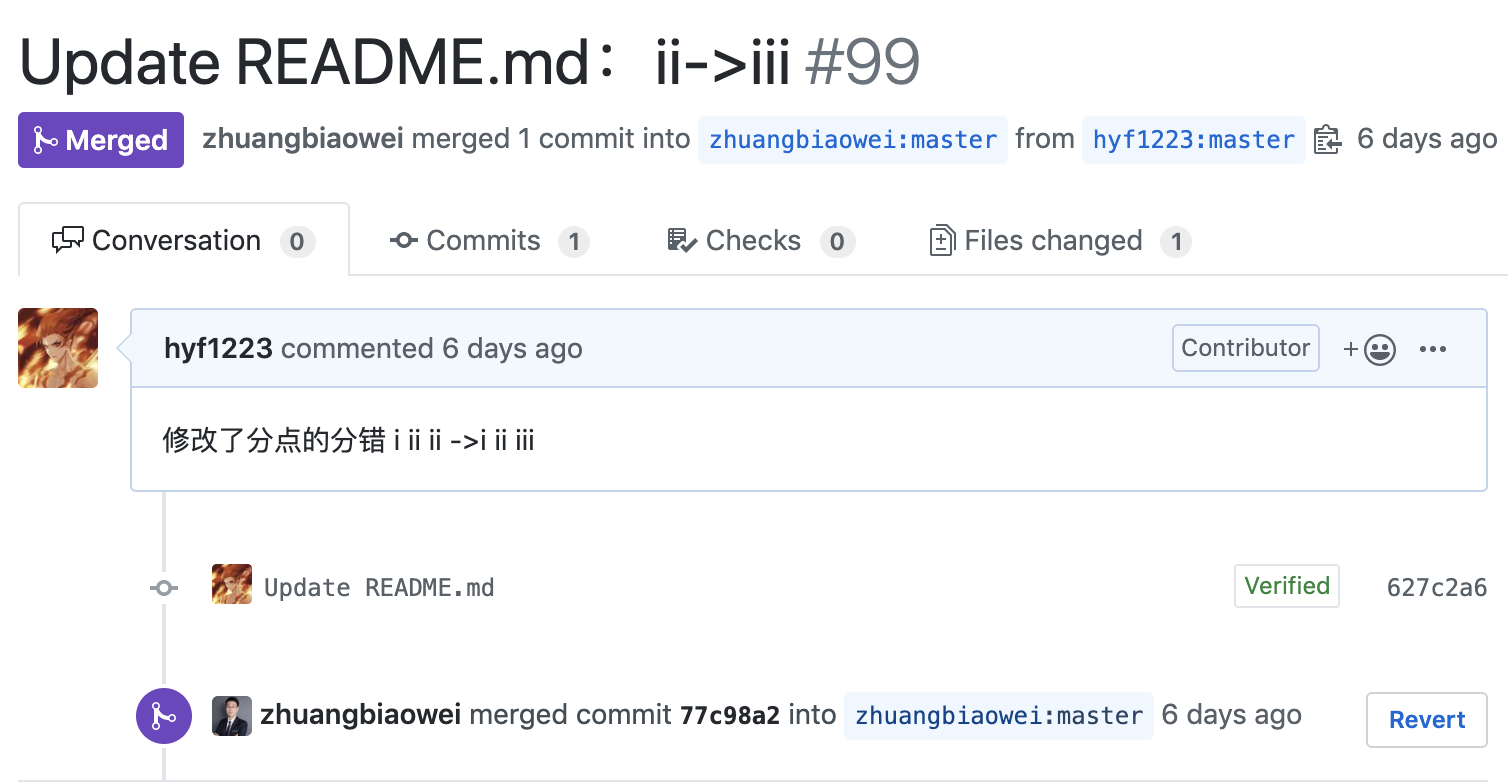 Update README.md： ii->iii #99
Merged zhuangbiaowei merged 1 commit into zhuangbiaowei:master from hyf1223:master 6 days ago
Conversation 0 Commits 1 Checks 0 Files changed 1
hyf1223 commented 6 days ago Contributor +
修改了分点的分错 i ii ii ->i ii iii
Update README.md Verified 627c2a6
zhuangbiaowei merged commit 77c98a2 into zhuangbiaowei:master 6 days ago Revert